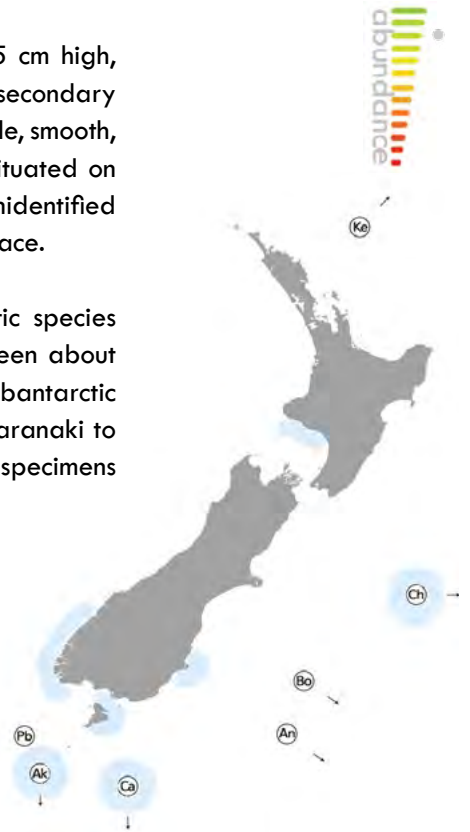 5 cm high,
secondary
le, smooth,
ituated on
nidentified
ace.
tic species
een about
bantarctic
aranaki to
specimens
abundance
Ke
Ch
Bo
An
Pb
Ak
Ca